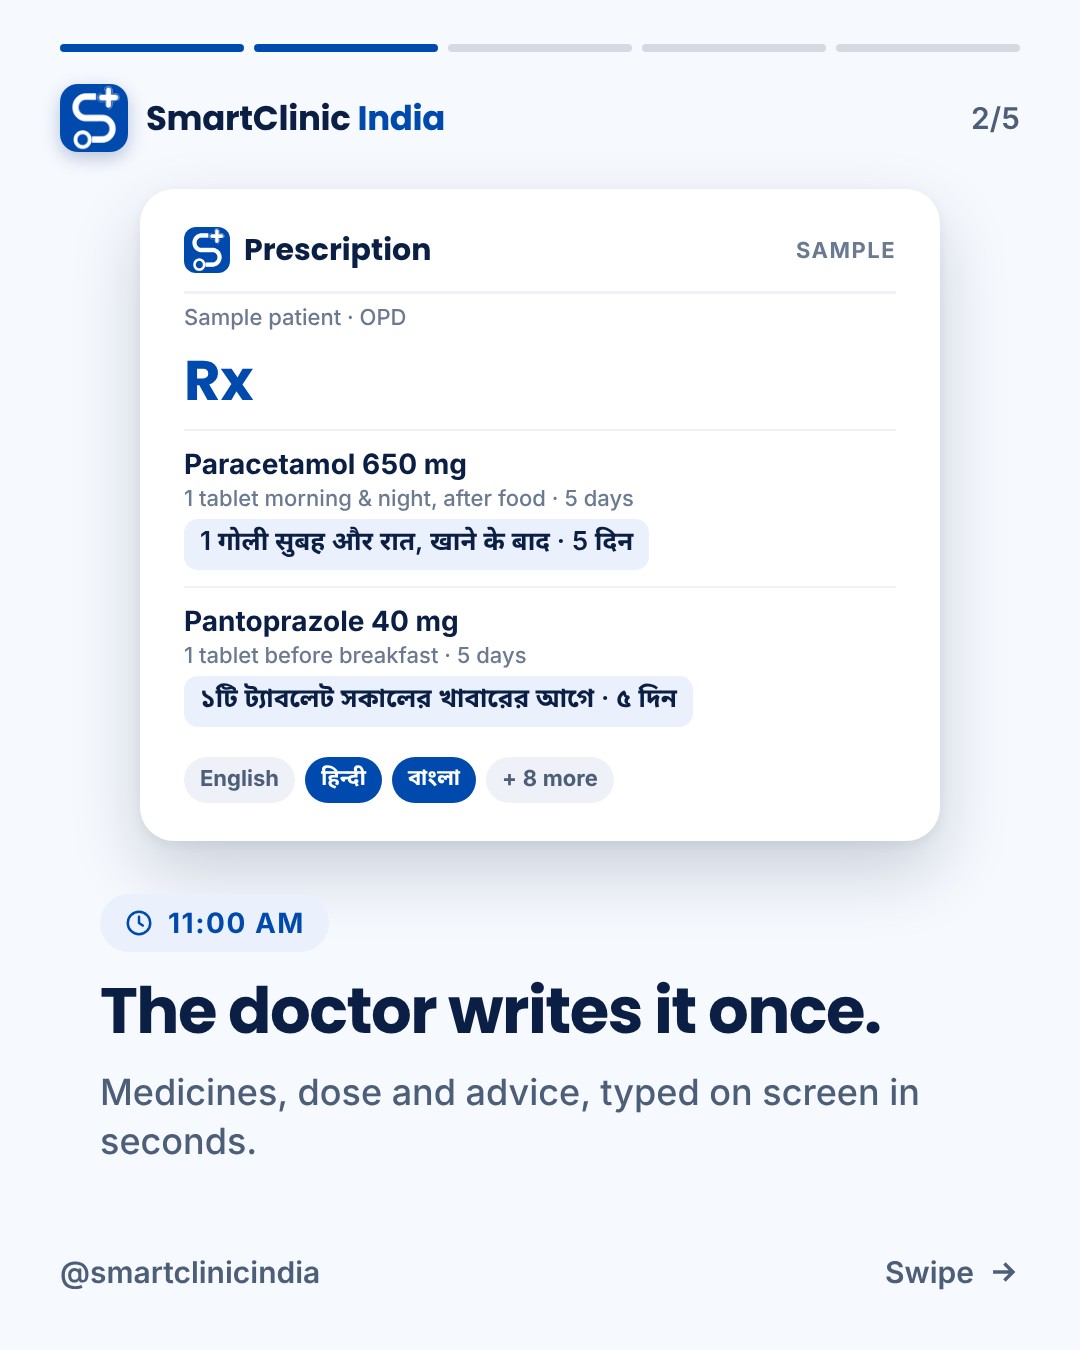 SmartClinic India
2/5
Prescription
SAMPLE
Sample patient · OPD
Rx
Paracetamol 650 mg
1 tablet morning & night, after food · 5 days
1 गोली सुबह और रात, खाने के बाद · 5 दिन
Pantoprazole 40 mg
1 tablet before breakfast · 5 days
১টি ট্যাবলেট সকালের খাবারের আগে · ৫ দিন
English हिन्दी বাংলা + 8 more
11:00 AM
The doctor writes it once.
Medicines, dose and advice, typed on screen in
seconds.
@smartclinicindia
Swipe →